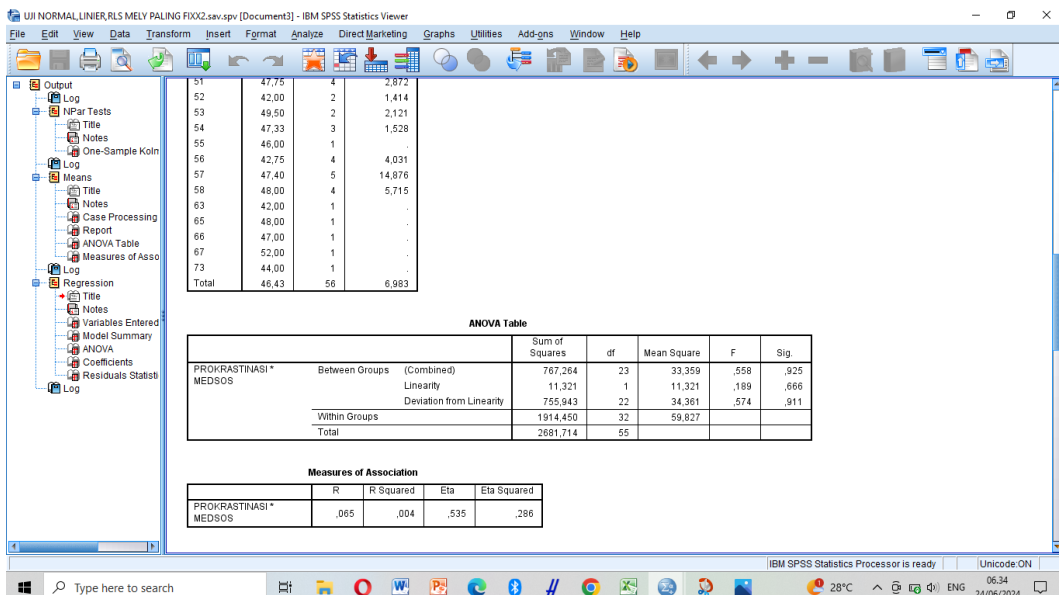 UJI NORMAL,LINIER,RLS MELY PALING FIXX2.sav.spv [Document3] - IBM SPSS Statistics Viewer
File Edit View Data Transform Insert Format Analyze Direct Marketing Graphs Utilities Add-ons Window Help
Output
Log
NPar Tests
Title
Notes
One-Sample Kolm
Log
Means
Title
Notes
Case Processing
Report
ANOVA Table
Measures of Asso
Log
Regression
Title
Notes
Variables Entered
Model Summary
ANOVA
Coefficients
Residuals Statisti
Log
51 47,75 4 2,872
52 42,00 2 1,414
53 49,50 2 2,121
54 47,33 3 1,528
55 46,00 1 .
56 42,75 4 4,031
57 47,40 5 14,876
58 48,00 4 5,715
63 42,00 1 .
65 48,00 1 .
66 47,00 1 .
67 52,00 1 .
73 44,00 1 .
Total 46,43 56 6,983
ANOVA Table
Sum of Squares df Mean Square F Sig.
PROKRASTINASI * MEDSOS Between Groups (Combined) 767,264 23 33,359 ,558 ,925
Linearity 11,321 1 11,321 ,189 ,666
Deviation from Linearity 755,943 22 34,361 ,574 ,911
Within Groups 1914,450 32 59,827
Total 2681,714 55
Measures of Association
R R Squared Eta Eta Squared
PROKRASTINASI * MEDSOS ,065 ,004 ,535 ,286
IBM SPSS Statistics Processor is ready Unicode:ON
Type here to search 28°C ENG 06.34
24/06/2024